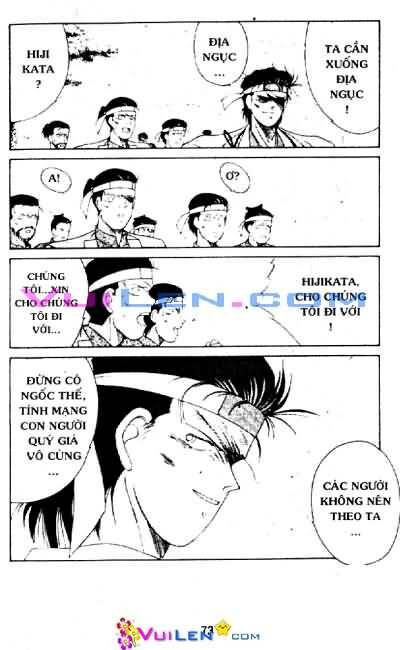 HIJI
KATA
?
ĐỊA
NGỤC
...
TA CẦN
XUỐNG
ĐỊA
NGỤC
!
A!
Ơ?
CHÚNG
TÔI...XIN
CHO CHÚNG
TÔI ĐI
VỚI...
HIJIKATA,
CHO CHÚNG
TÔI ĐI
VỚI
!
VUILEN.COM
ĐỪNG CÓ
NGỐC THẾ,
TÍNH MẠNG
CON NGƯỜI
QUÝ GIÁ
VÔ CÙNG
...
CÁC NGƯỜI
KHÔNG NÊN
THEO TA
...
73
VUILEN.COM